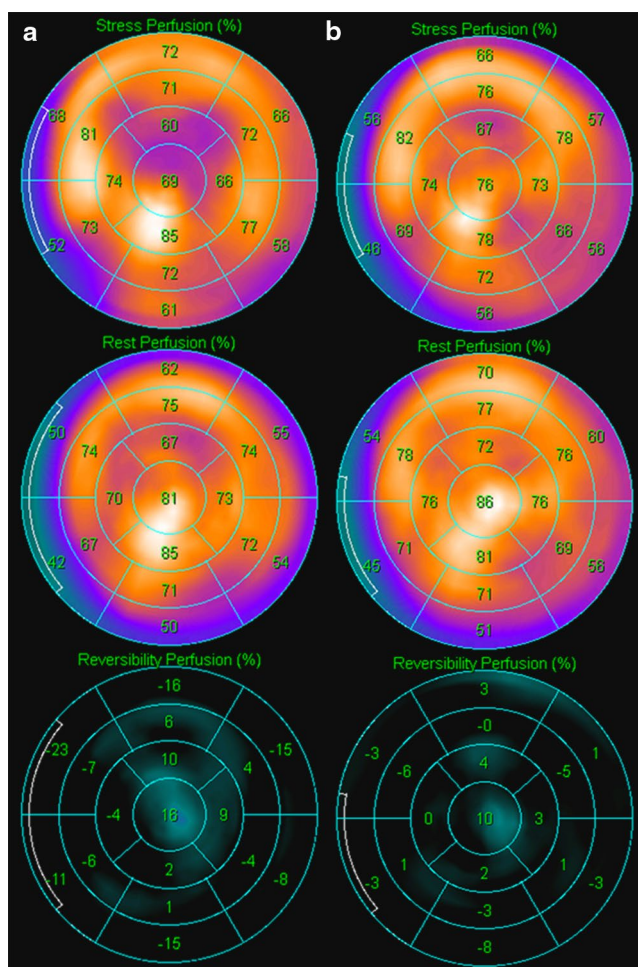 a
Stress Perfusion (%)
72
71
68 66
81 60 72
74 69 66
73 85 77
52 58
72
61
Rest Perfusion (%)
62
75
50 55
74 67 74
70 81 73
67 85 72
42 54
71
50
Reversibility Perfusion (%)
-16
6
-23 -15
-7 10 4
-4 16 9
-6 2 -4
-11 -8
1
-15
b
Stress Perfusion (%)
66
76
56 57
82 67 78
74 76 73
69 78 66
46 56
72
56
Rest Perfusion (%)
70
77
54 60
78 72 76
76 86 76
71 81 69
45 56
71
51
Reversibility Perfusion (%)
3
-0
-3 1
-6 4 -5
0 10 3
1 2 1
-3 -3
-3
-8